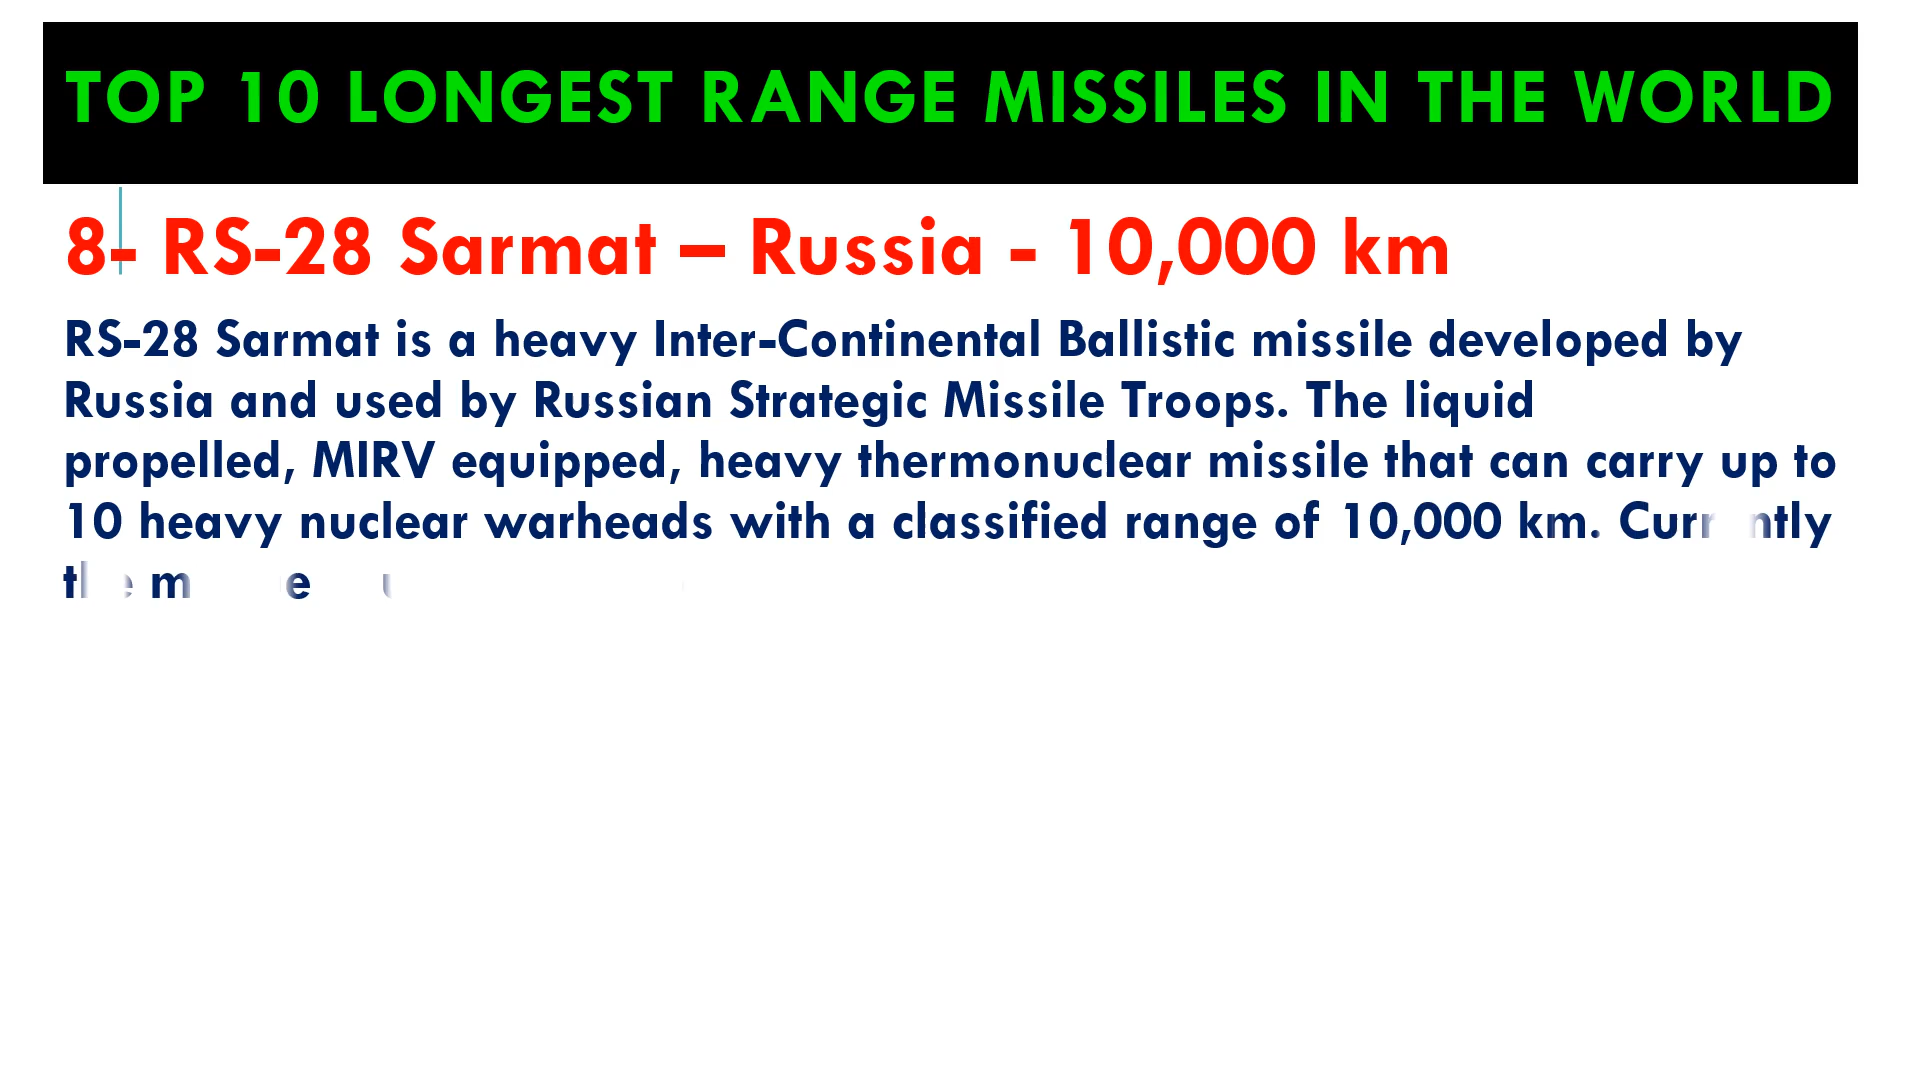 TOP 10 LONGEST RANGE MISSILES IN THE WORLD
8- RS-28 Sarmat – Russia - 10,000 km
RS-28 Sarmat is a heavy Inter-Continental Ballistic missile developed by
Russia and used by Russian Strategic Missile Troops. The liquid
propelled, MIRV equipped, heavy thermonuclear missile that can carry up to
10 heavy nuclear warheads with a classified range of 10,000 km. Currently
the